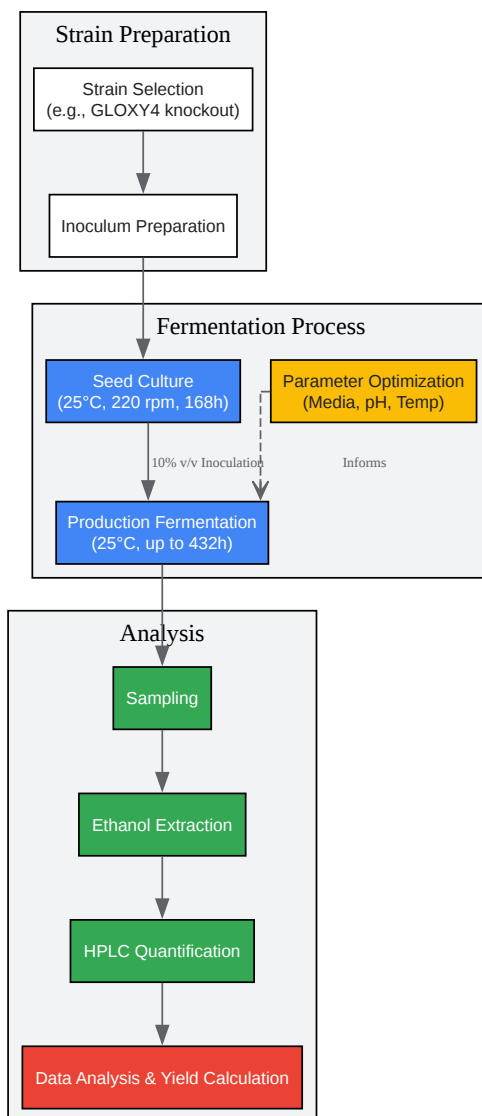 Strain Preparation
Strain Selection
(e.g., GLOXY4 knockout)
Inoculum Preparation
Fermentation Process
Seed Culture
(25°C, 220 rpm, 168h)
Parameter Optimization
(Media, pH, Temp)
10% v/v Inoculation
Informs
Production Fermentation
(25°C, up to 432h)
Analysis
Sampling
Ethanol Extraction
HPLC Quantification
Data Analysis & Yield Calculation